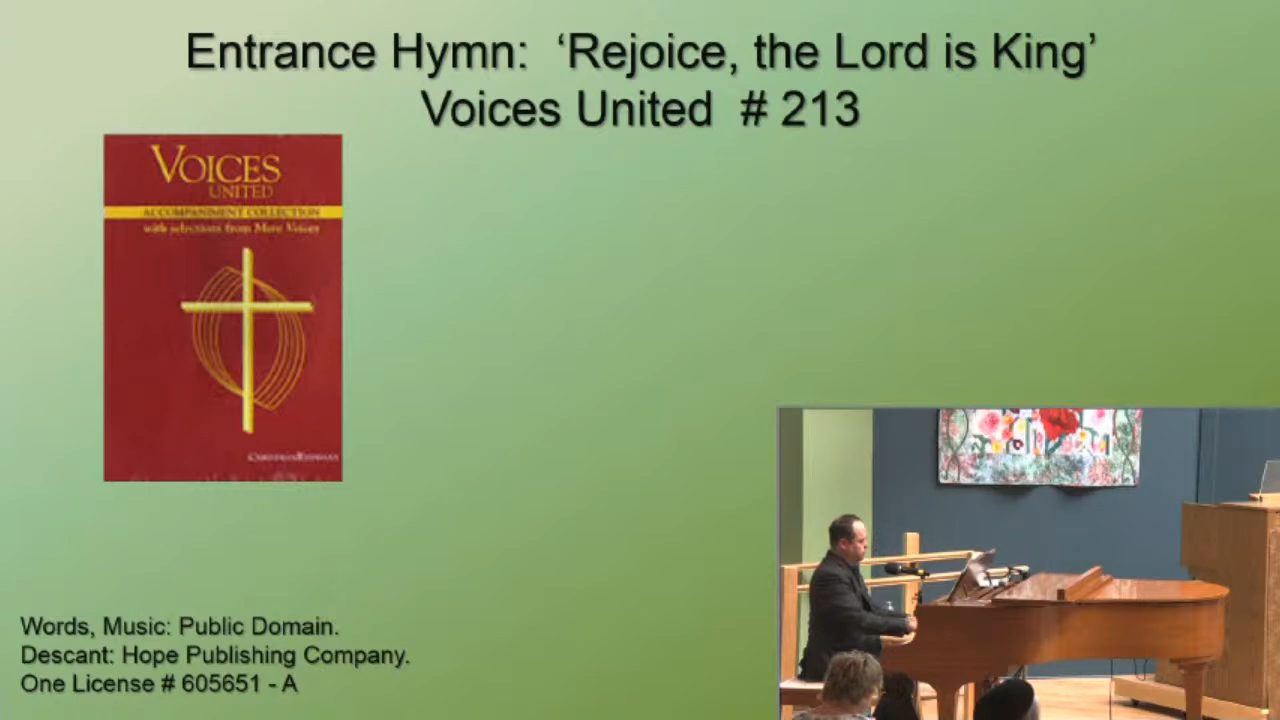 Entrance Hymn: ‘Rejoice, the Lord is King’
Voices United # 213
VOICES
UNITED
ACCOMPANIMENT COLLECTION
with selections from More Voices
Words, Music: Public Domain.
Descant: Hope Publishing Company.
One License # 605651 - A